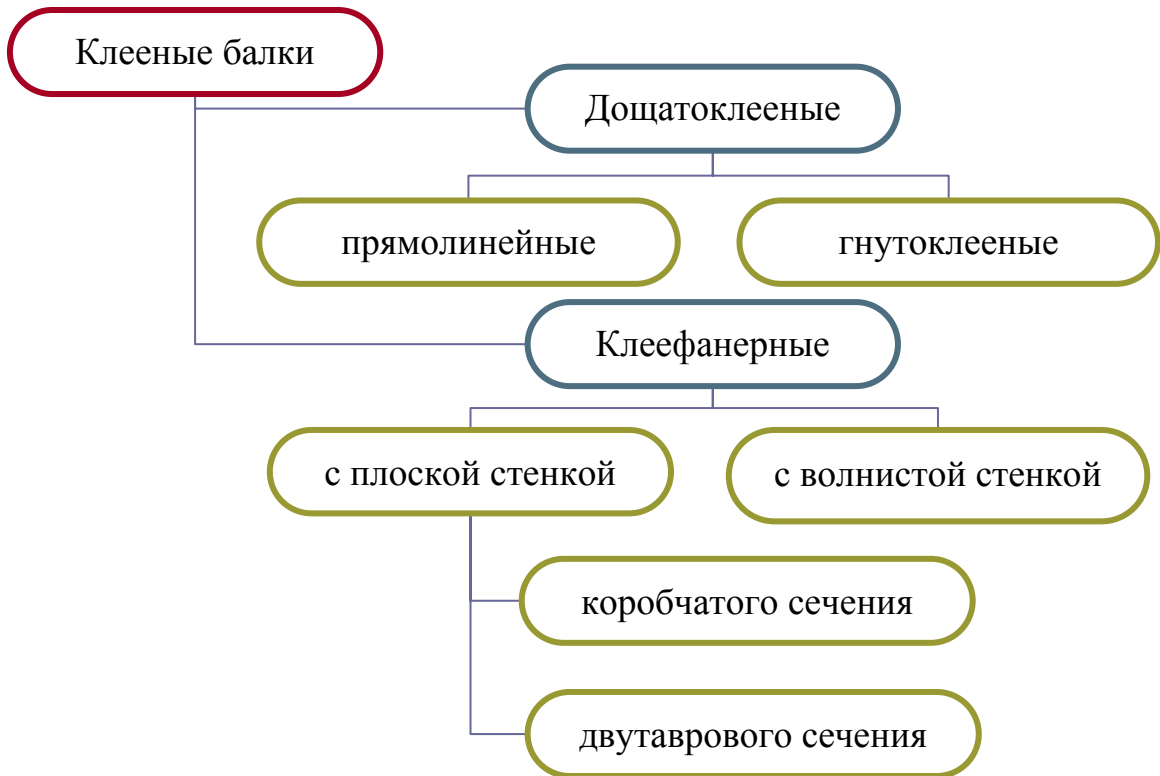 Клееные балки
Дощатоклееные
прямолинейные
гнутоклееные
Клеефанерные
с плоской стенкой
с волнистой стенкой
коробчатого сечения
двутаврового сечения